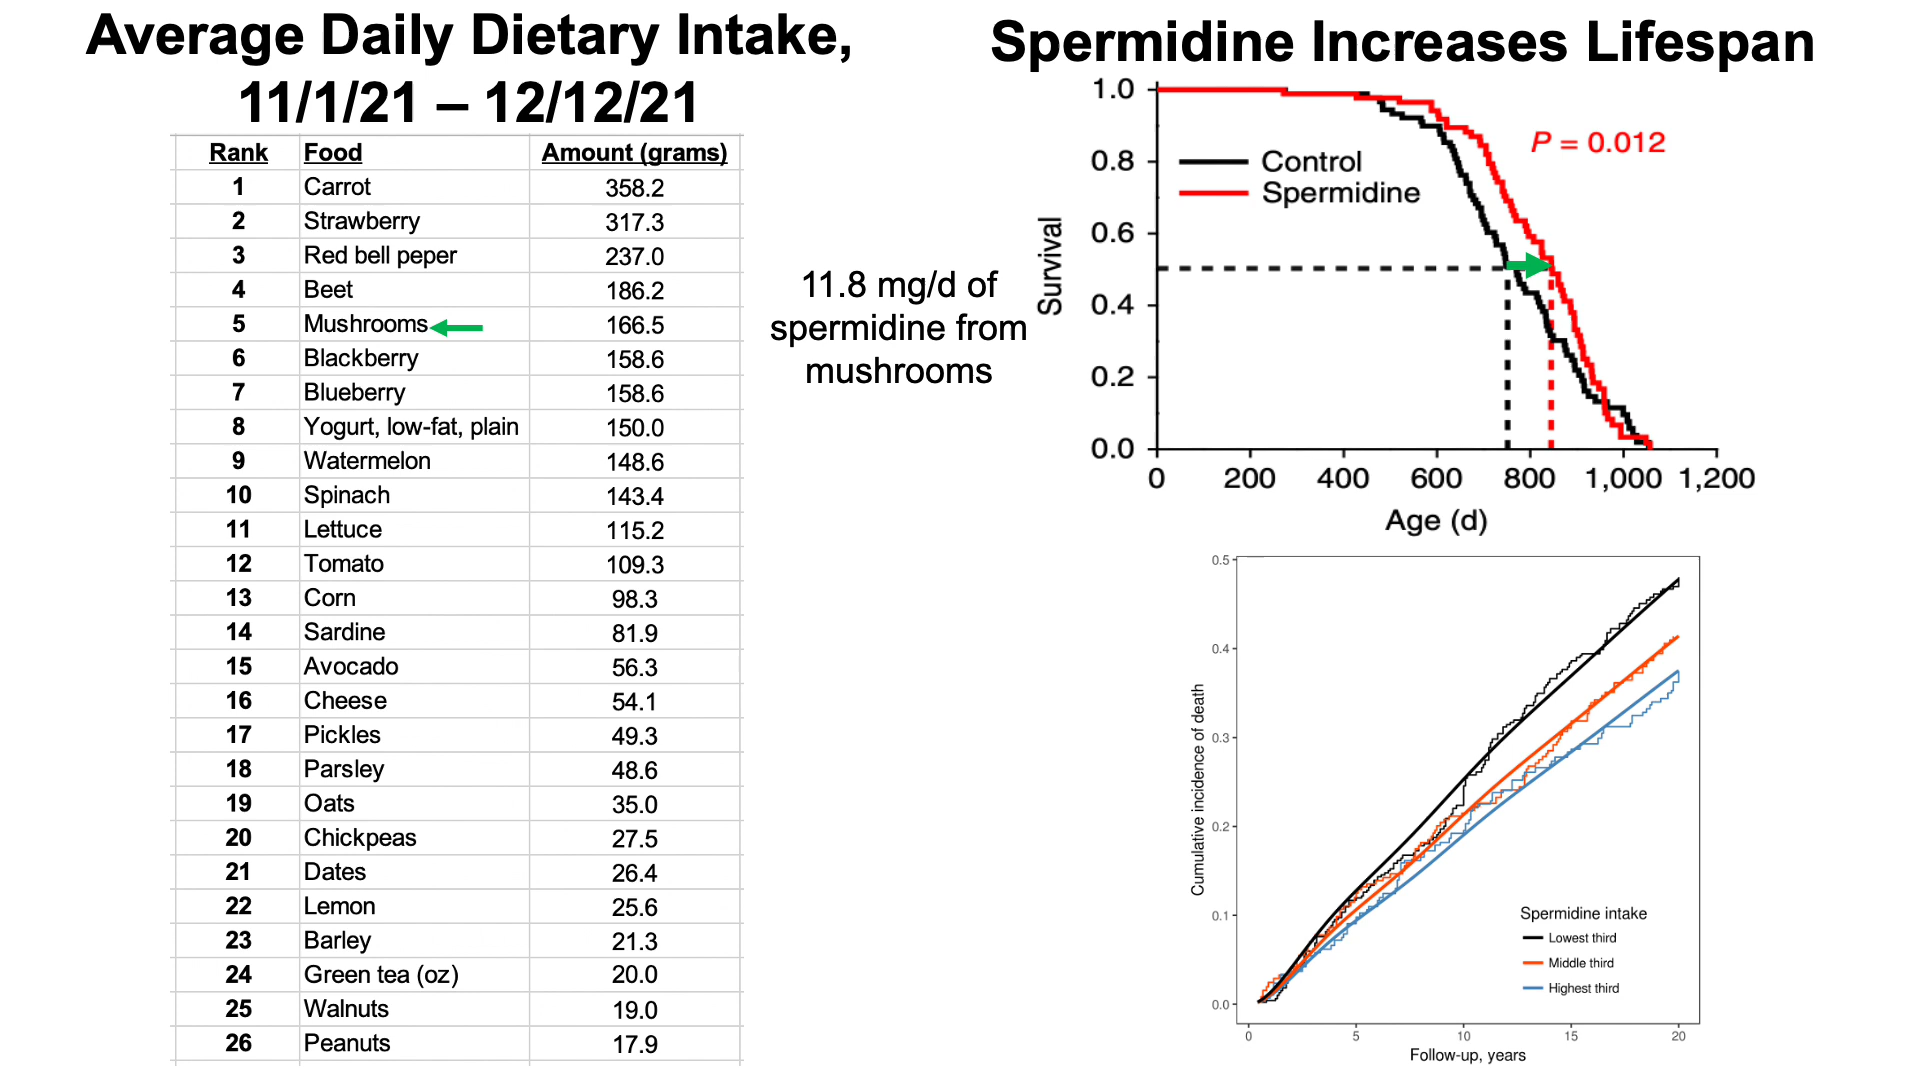 Average Daily Dietary Intake,
11/1/21 – 12/12/21
Rank Food Amount (grams)
1 Carrot 358.2
2 Strawberry 317.3
3 Red bell peper 237.0
4 Beet 186.2
5 Mushrooms 166.5
6 Blackberry 158.6
7 Blueberry 158.6
8 Yogurt, low-fat, plain 150.0
9 Watermelon 148.6
10 Spinach 143.4
11 Lettuce 115.2
12 Tomato 109.3
13 Corn 98.3
14 Sardine 81.9
15 Avocado 56.3
16 Cheese 54.1
17 Pickles 49.3
18 Parsley 48.6
19 Oats 35.0
20 Chickpeas 27.5
21 Dates 26.4
22 Lemon 25.6
23 Barley 21.3
24 Green tea (oz) 20.0
25 Walnuts 19.0
26 Peanuts 17.9
11.8 mg/d of
spermidine from
mushrooms
Spermidine Increases Lifespan
1.0
0.8
0.6
0.4
0.2
0.0
Survival
Control
Spermidine
P = 0.012
0 200 400 600 800 1,000 1,200
Age (d)
0.5
0.4
0.3
0.2
0.1
0.0
Cumulative incidence of death
Spermidine intake
Lowest third
Middle third
Highest third
0 5 10 15 20
Follow-up, years